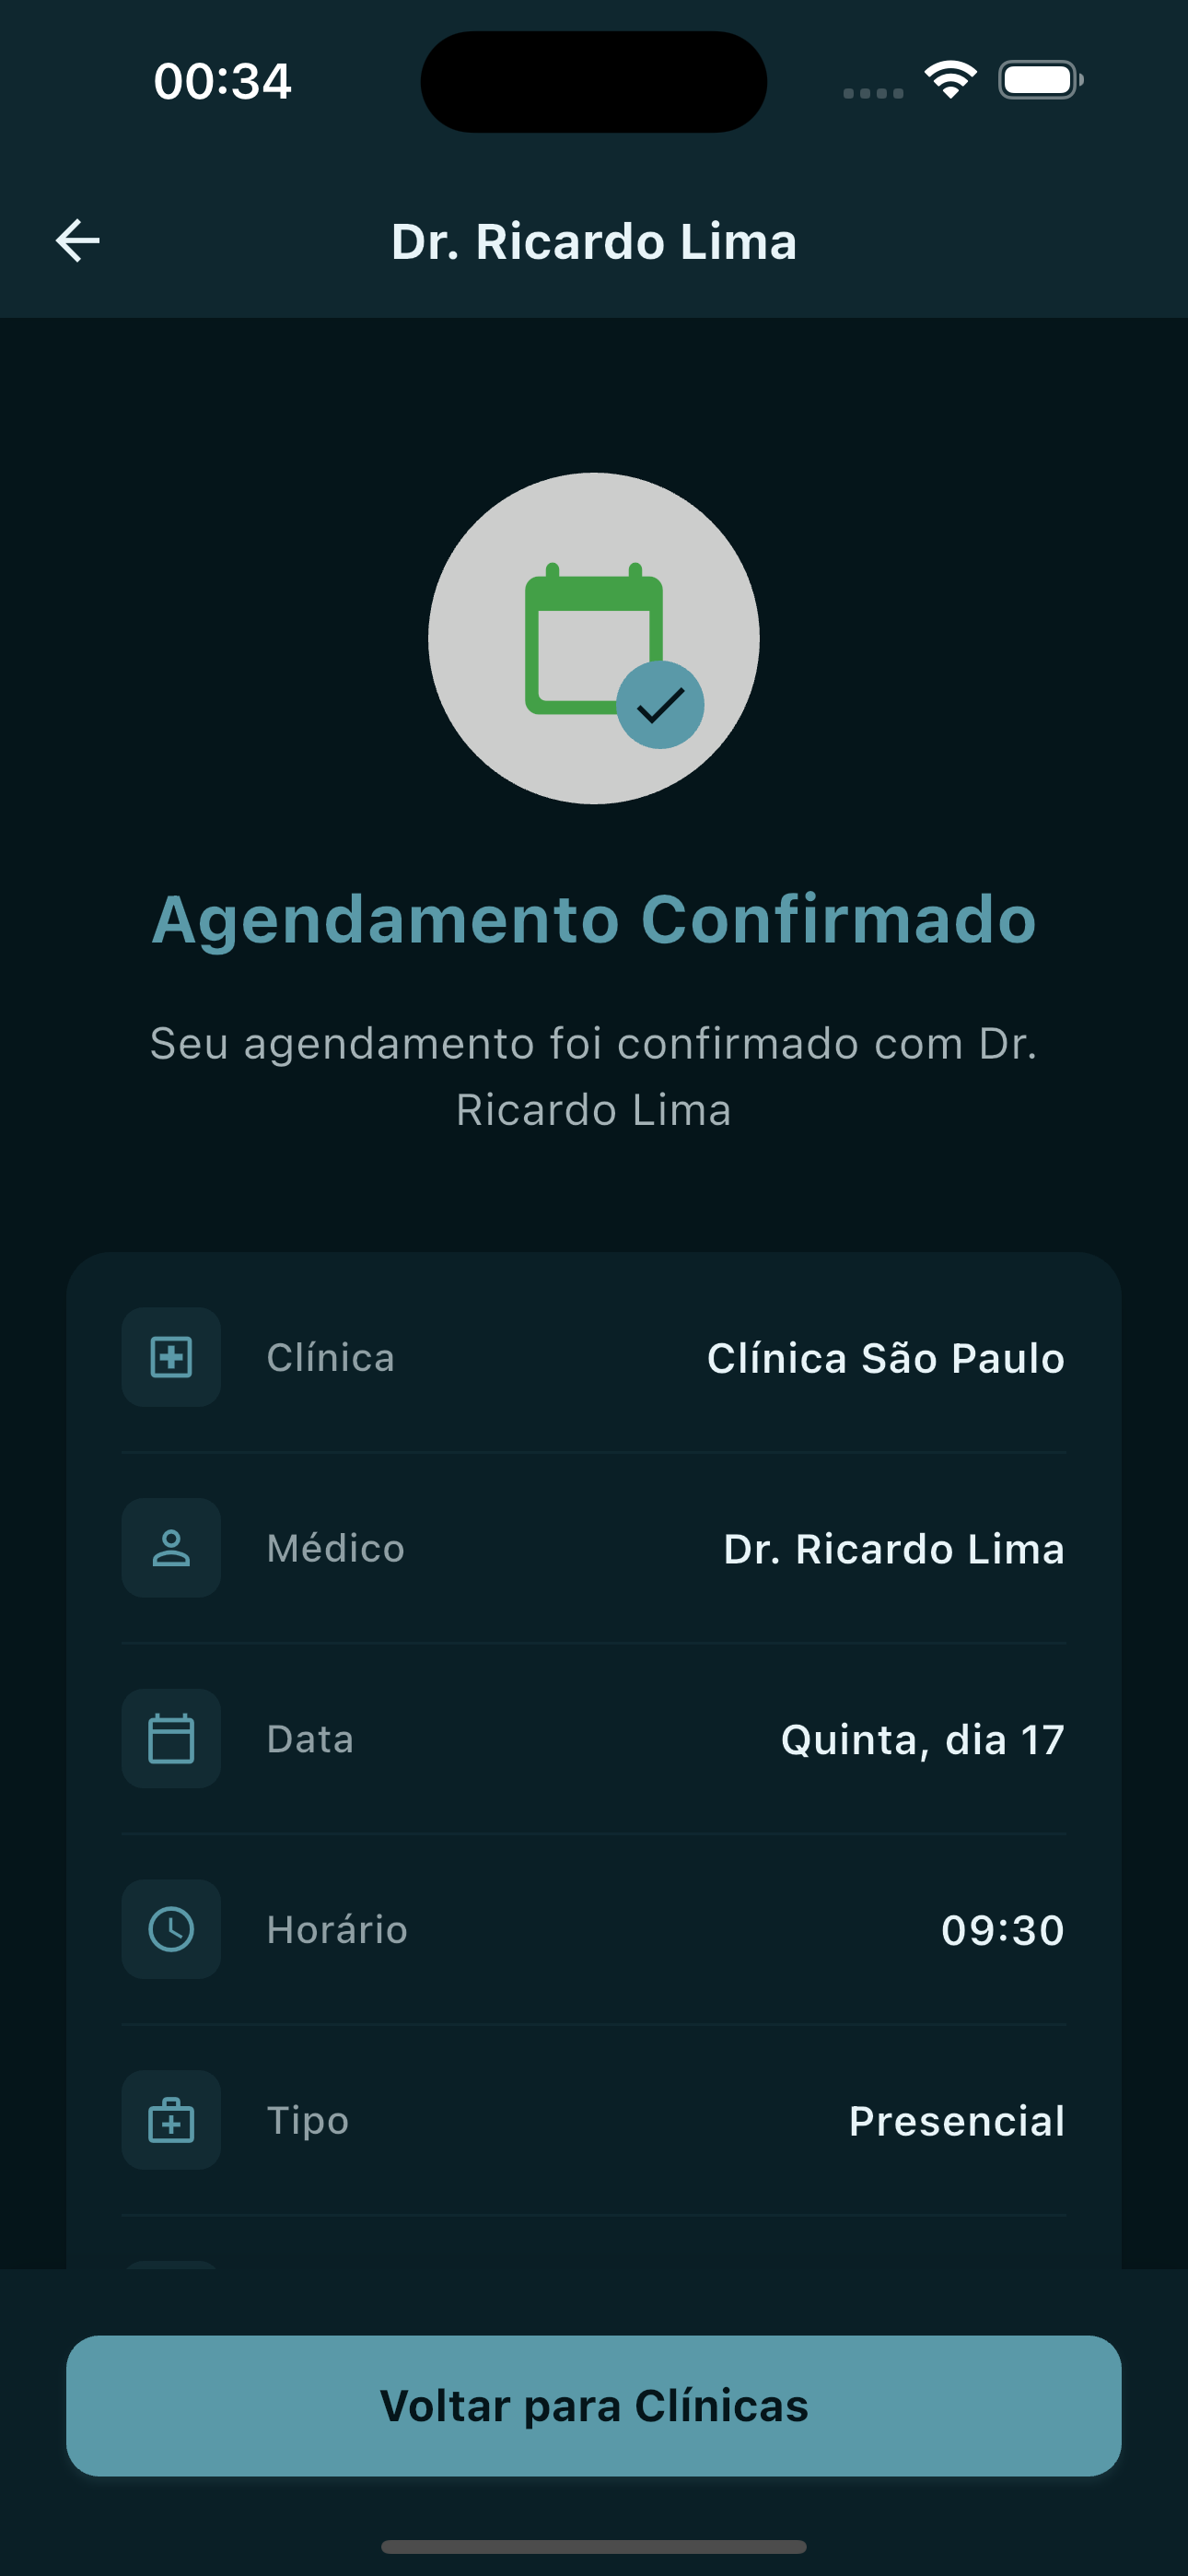 00:34
Dr. Ricardo Lima
Agendamento Confirmado
Seu agendamento foi confirmado com Dr.
Ricardo Lima
Clínica Clínica São Paulo
Médico Dr. Ricardo Lima
Data Quinta, dia 17
Horário 09:30
Tipo Presencial
Voltar para Clínicas